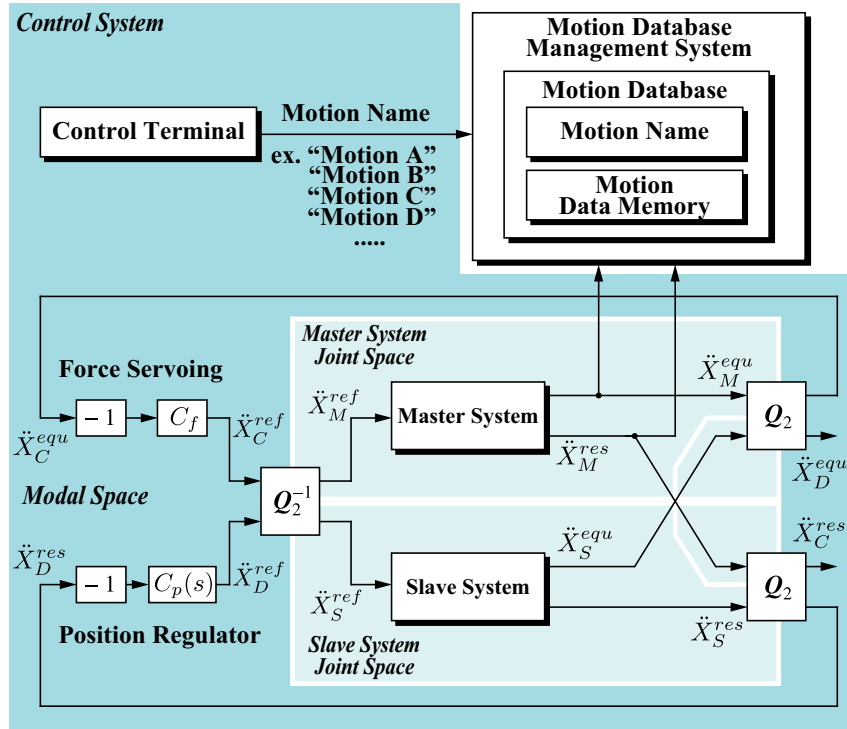 Control System
Motion Database
Management System
Motion Database
Motion Name
Motion
Data Memory
Control Terminal
Motion Name
ex. “Motion A”
“Motion B”
“Motion C”
“Motion D”
.....
Master System
Joint Space
Force Servoing
Ẍ_M^{ref}
Master System
Ẍ_M^{equ}
− 1
C_f
Ẍ_C^{ref}
Q_2
Ẍ_C^{equ}
Ẍ_M^{res}
Ẍ_D^{equ}
Modal Space
Q_2^{-1}
Ẍ_S^{equ}
Ẍ_C^{res}
Ẍ_D^{res}
− 1
C_p(s)
Ẍ_D^{ref}
Ẍ_S^{ref}
Slave System
Q_2
Position Regulator
Ẍ_S^{res}
Slave System
Joint Space